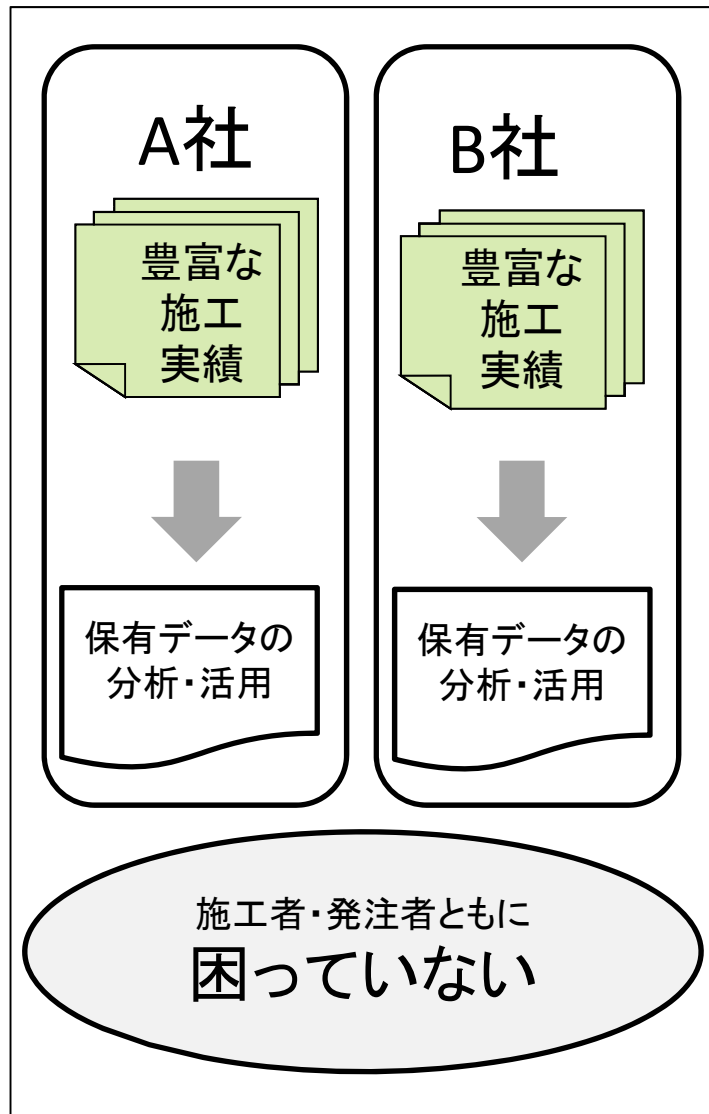 A社
豊富な
施工
実績
保有データの
分析・活用
B社
豊富な
施工
実績
保有データの
分析・活用
施工者・発注者ともに
困っていない